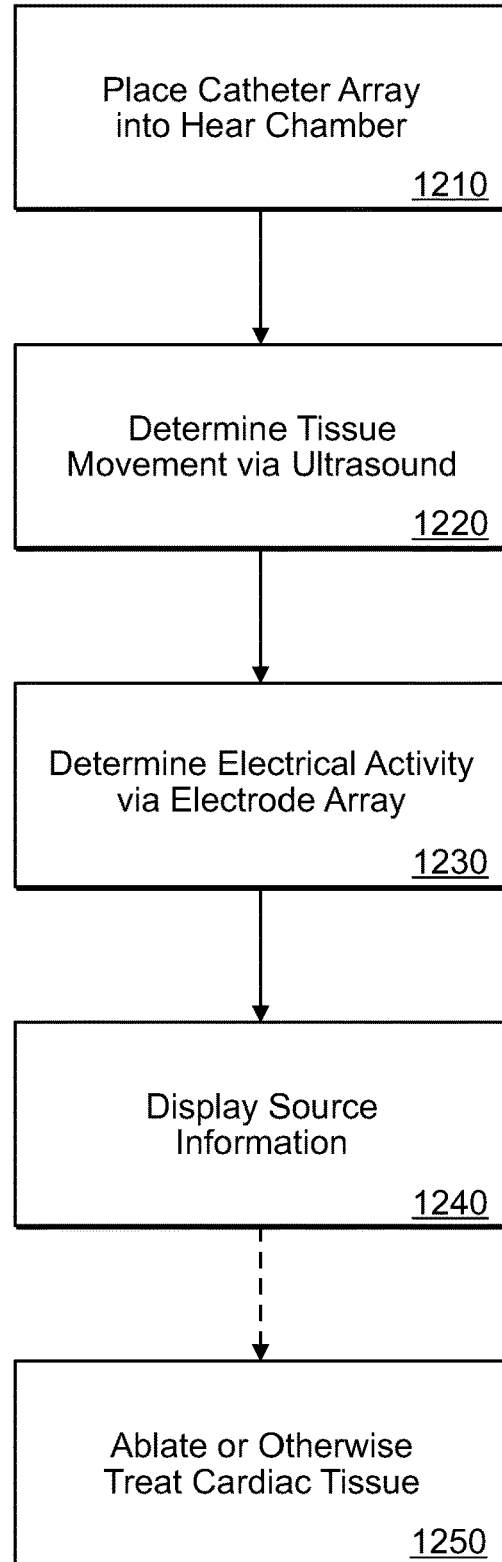 Place Catheter Array
into Hear Chamber
1210
Determine Tissue
Movement via Ultrasound
1220
Determine Electrical Activity
via Electrode Array
1230
Display Source
Information
1240
Ablate or Otherwise
Treat Cardiac Tissue
1250